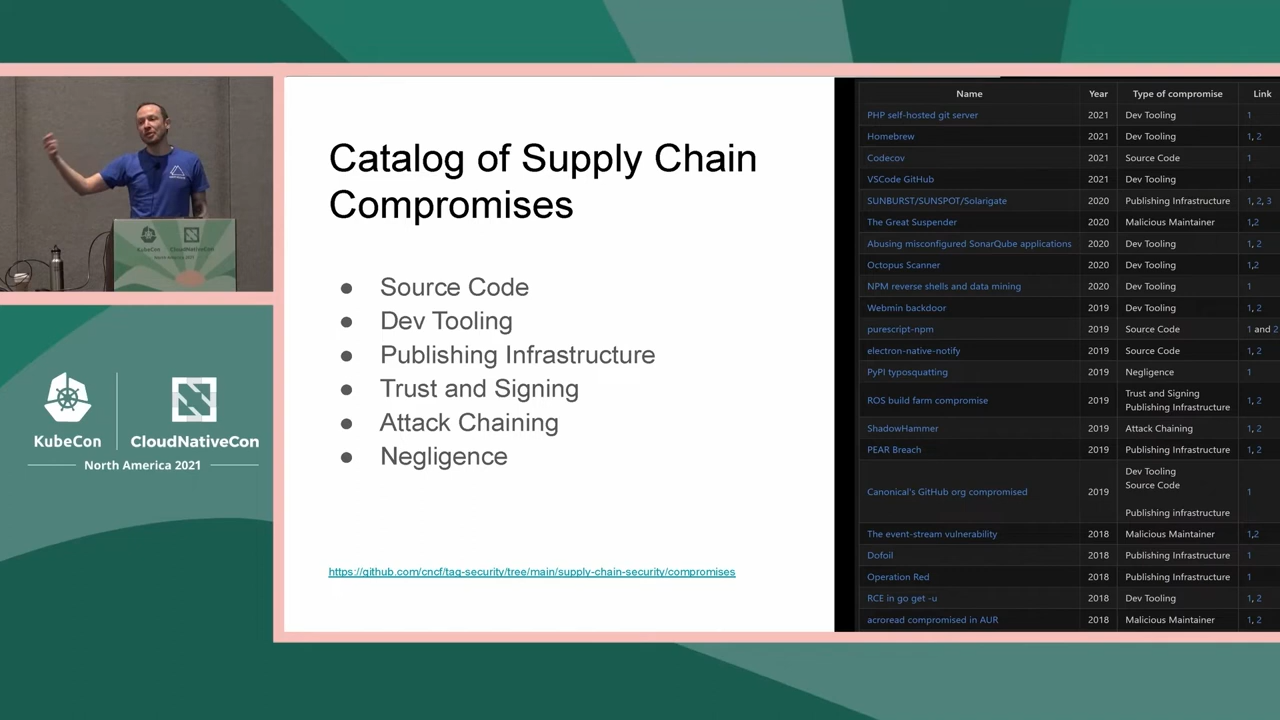 Catalog of Supply Chain
Compromises
● Source Code
● Dev Tooling
● Publishing Infrastructure
● Trust and Signing
● Attack Chaining
● Negligence
https://github.com/cncf/tag-security/tree/main/supply-chain-security/compromises
Name Year Type of compromise Link
PHP self-hosted git server 2021 Dev Tooling 1
Homebrew 2021 Dev Tooling 1, 2
Codecov 2021 Source Code 1
VSCode GitHub 2021 Dev Tooling 1
SUNBURST/SUNSPOT/Solarigate 2020 Publishing Infrastructure 1, 2, 3
The Great Suspender 2020 Malicious Maintainer 1,2
Abusing misconfigured SonarQube applications 2020 Dev Tooling 1, 2
Octopus Scanner 2020 Dev Tooling 1,2
NPM reverse shells and data mining 2020 Dev Tooling 1
Webmin backdoor 2019 Dev Tooling 1, 2
purescript-npm 2019 Source Code 1 and 2
electron-native-notify 2019 Source Code 1, 2
PyPI typosquatting 2019 Negligence 1
ROS build farm compromise 2019 Trust and Signing
Publishing Infrastructure 1, 2
ShadowHammer 2019 Attack Chaining 1, 2
PEAR Breach 2019 Publishing Infrastructure 1, 2
Canonical's GitHub org compromised 2019 Dev Tooling
Source Code
Publishing infrastructure 1
The event-stream vulnerability 2018 Malicious Maintainer 1,2
Dofoil 2018 Publishing Infrastructure 1
Operation Red 2018 Publishing Infrastructure 1
RCE in go get -u 2018 Dev Tooling 1, 2
acroread compromised in AUR 2018 Malicious Maintainer 1, 2
KubeCon CloudNativeCon
North America 2021
KubeCon CloudNativeCon
North America 2021